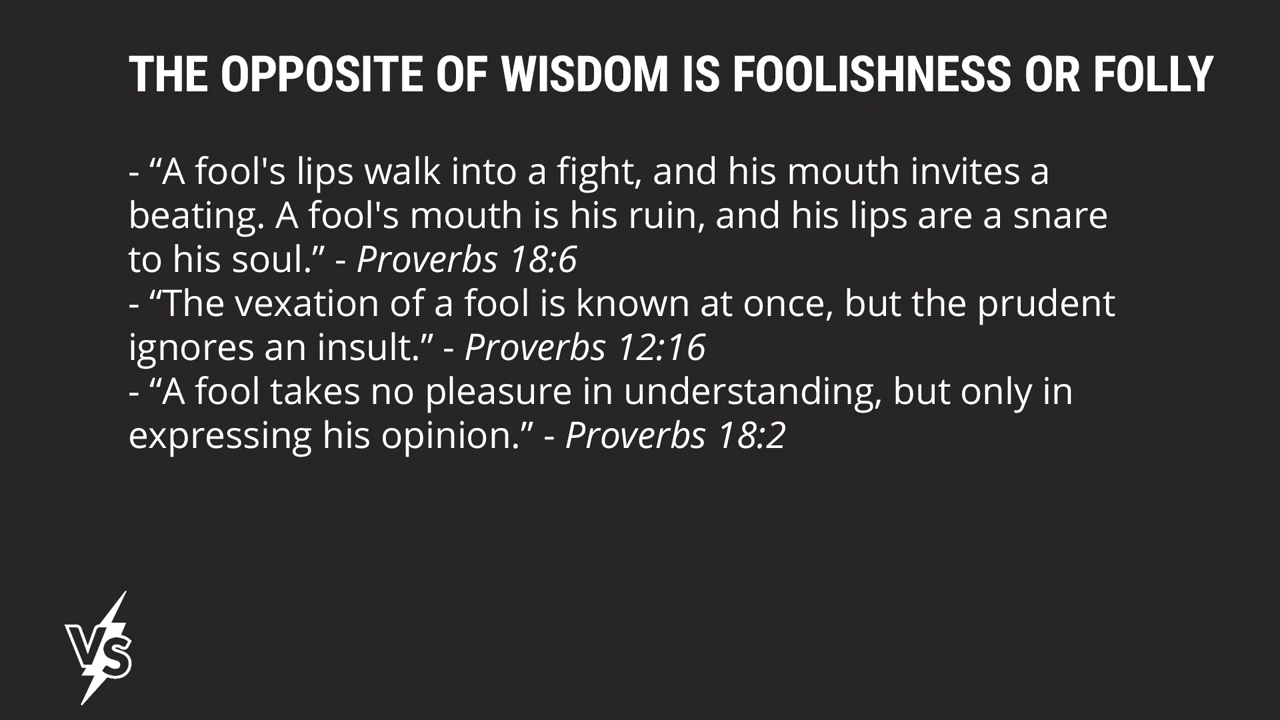 THE OPPOSITE OF WISDOM IS FOOLISHNESS OR FOLLY
- “A fool's lips walk into a fight, and his mouth invites a
beating. A fool's mouth is his ruin, and his lips are a snare
to his soul.” - Proverbs 18:6
- “The vexation of a fool is known at once, but the prudent
ignores an insult.” - Proverbs 12:16
- “A fool takes no pleasure in understanding, but only in
expressing his opinion.” - Proverbs 18:2
VS